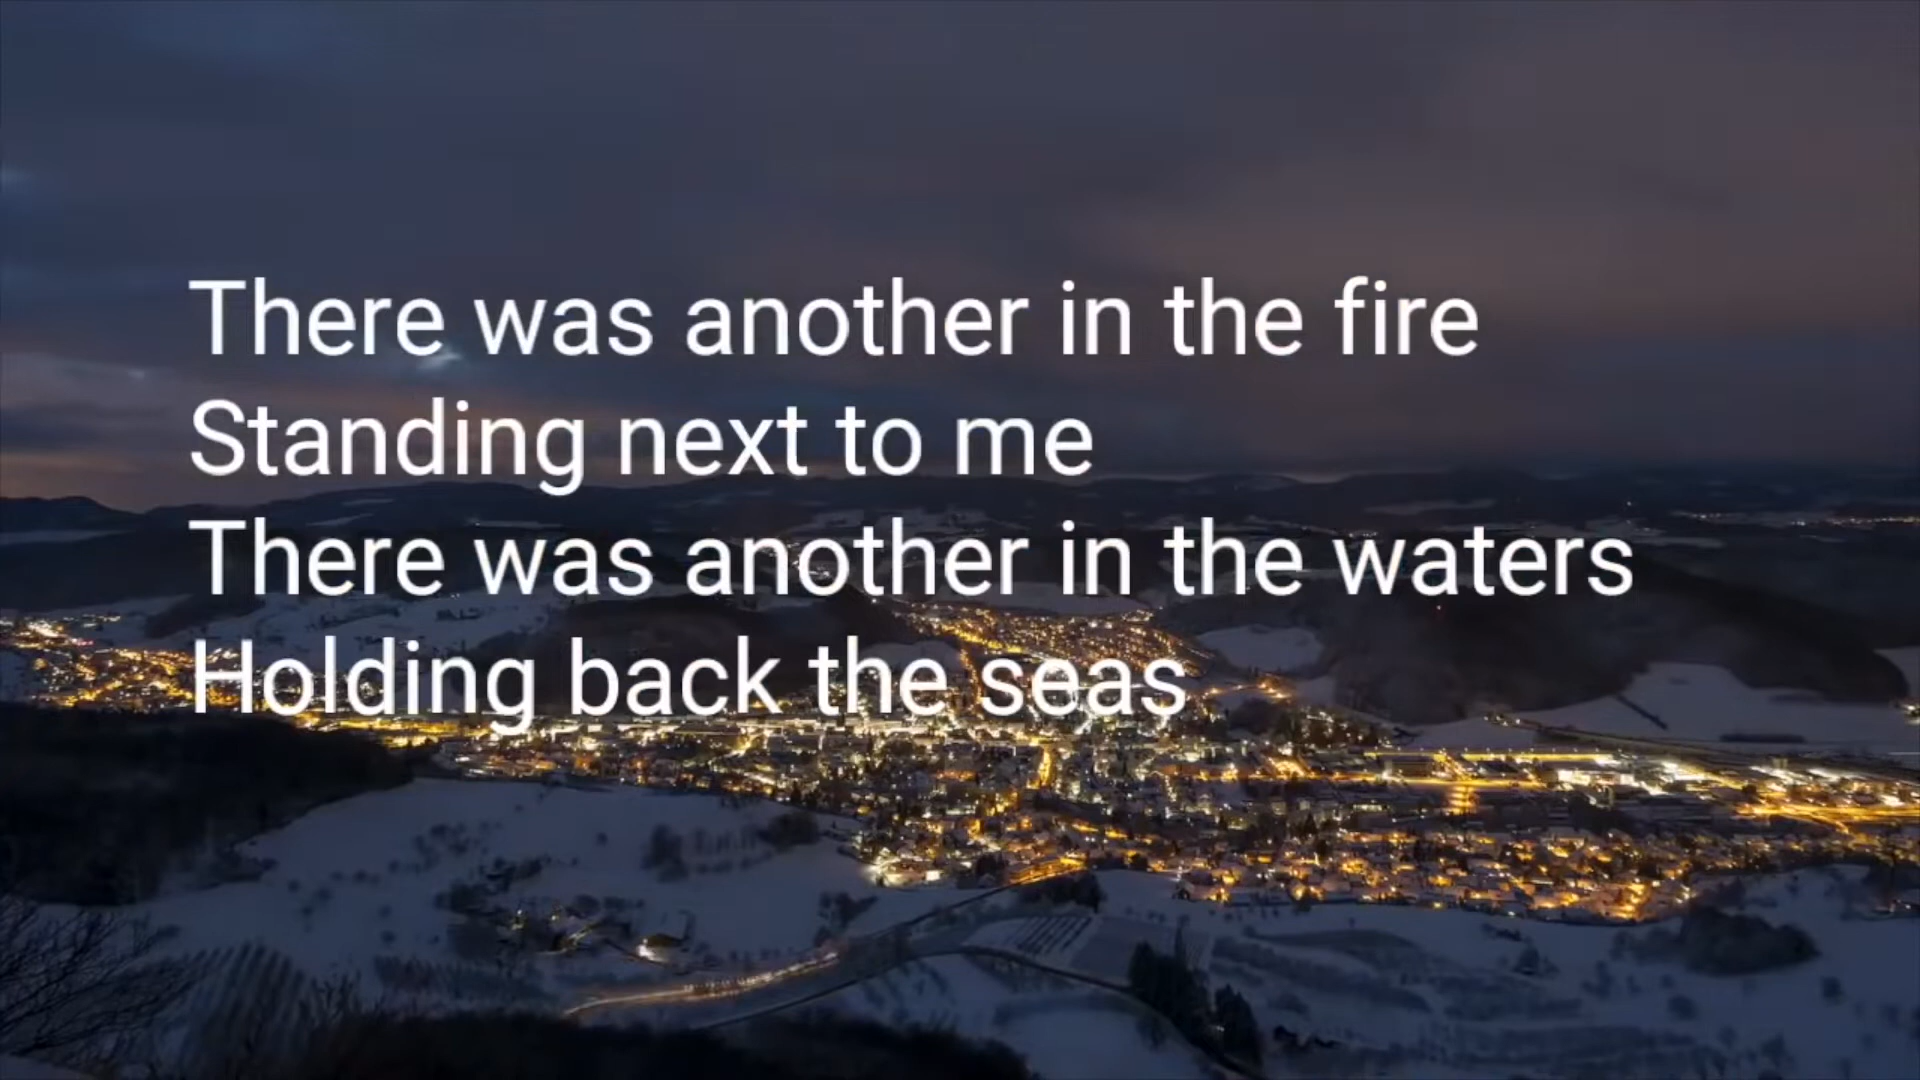 There was another in the fire
Standing next to me
There was another in the waters
Holding back the seas